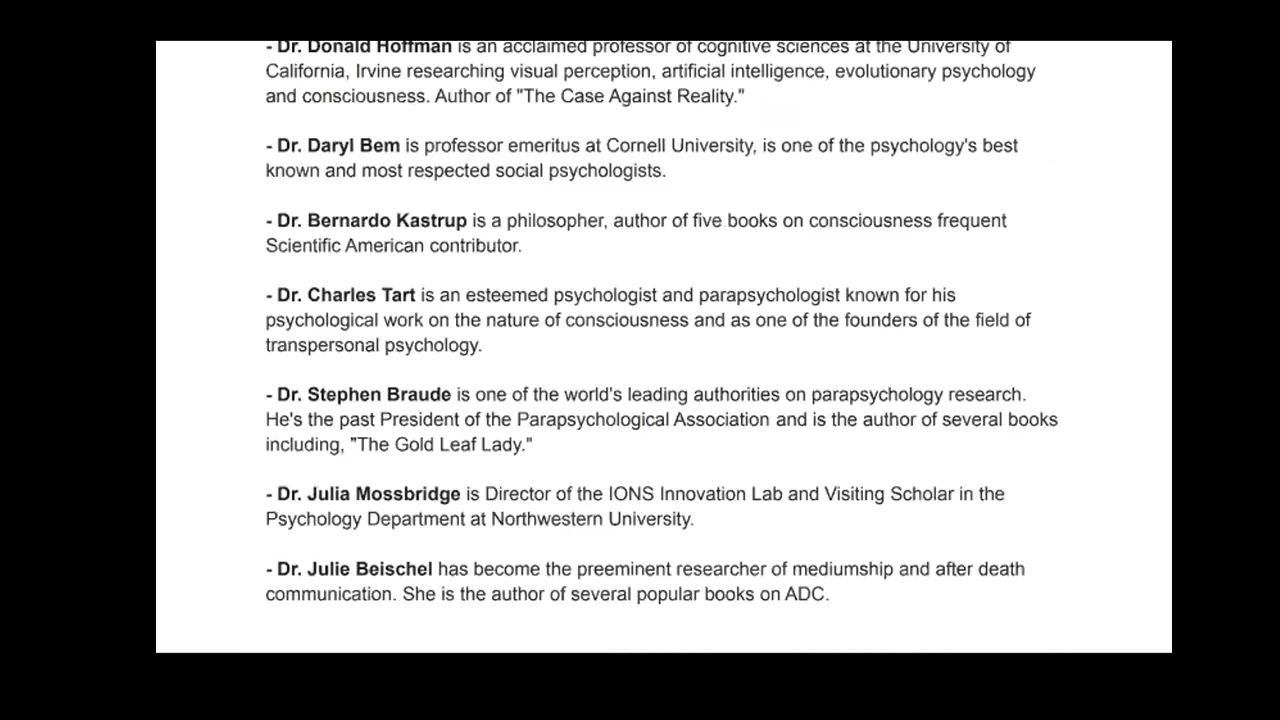 - Dr. Donald Hoffman is an acclaimed professor of cognitive sciences at the University of
California, Irvine researching visual perception, artificial intelligence, evolutionary psychology
and consciousness. Author of "The Case Against Reality."
- Dr. Daryl Bem is professor emeritus at Cornell University, is one of the psychology's best
known and most respected social psychologists.
- Dr. Bernardo Kastrup is a philosopher, author of five books on consciousness frequent
Scientific American contributor.
- Dr. Charles Tart is an esteemed psychologist and parapsychologist known for his
psychological work on the nature of consciousness and as one of the founders of the field of
transpersonal psychology.
- Dr. Stephen Braude is one of the world's leading authorities on parapsychology research.
He's the past President of the Parapsychological Association and is the author of several books
including, "The Gold Leaf Lady."
- Dr. Julia Mossbridge is Director of the IONS Innovation Lab and Visiting Scholar in the
Psychology Department at Northwestern University.
- Dr. Julie Beischel has become the preeminent researcher of mediumship and after death
communication. She is the author of several popular books on ADC.